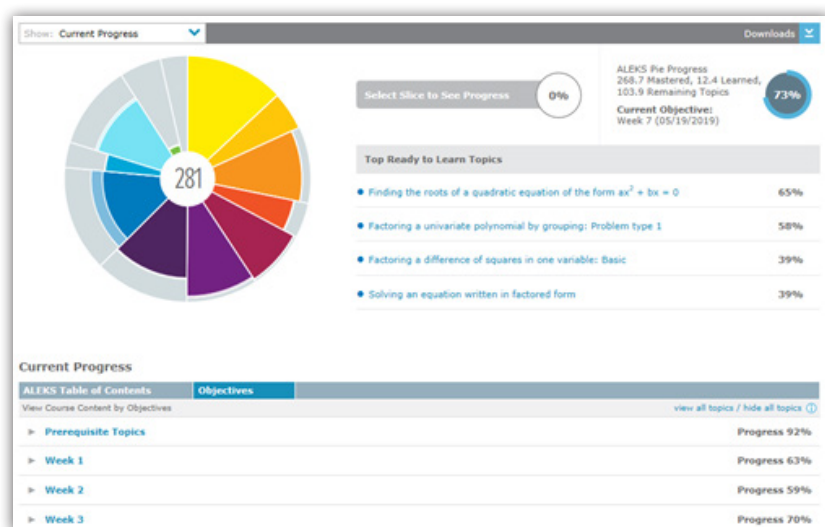 Show: Current Progress
Downloads
281
Select Slice to See Progress
0%
ALEKS Pie Progress
268.7 Mastered, 12.4 Learned,
103.9 Remaining Topics
Current Objective:
Week 7 (05/19/2019)
73%
Top Ready to Learn Topics
Finding the roots of a quadratic equation of the form ax² + bx = 0 65%
Factoring a univariate polynomial by grouping: Problem type 1 58%
Factoring a difference of squares in one variable: Basic 39%
Solving an equation written in factored form 39%
Current Progress
ALEKS Table of Contents Objectives
View Course Content by Objectives view all topics / hide all topics
Prerequisite Topics Progress 92%
Week 1 Progress 63%
Week 2 Progress 59%
Week 3 Progress 70%